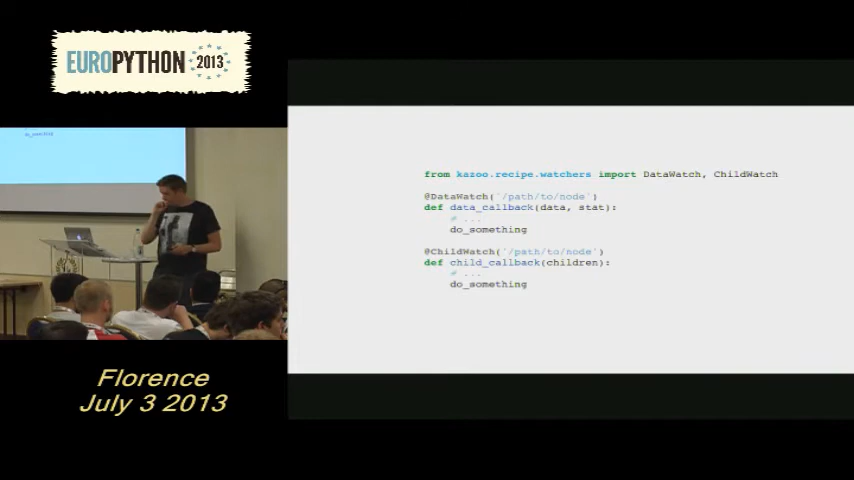 EUROPYTHON 2013
from kazoo.recipe.watchers import DataWatch, ChildWatch
@DataWatch('/path/to/node')
def data_callback(data, stat):
# ...
do_something
@ChildWatch('/path/to/node')
def child_callback(children):
# ...
do_something
Florence
July 3 2013